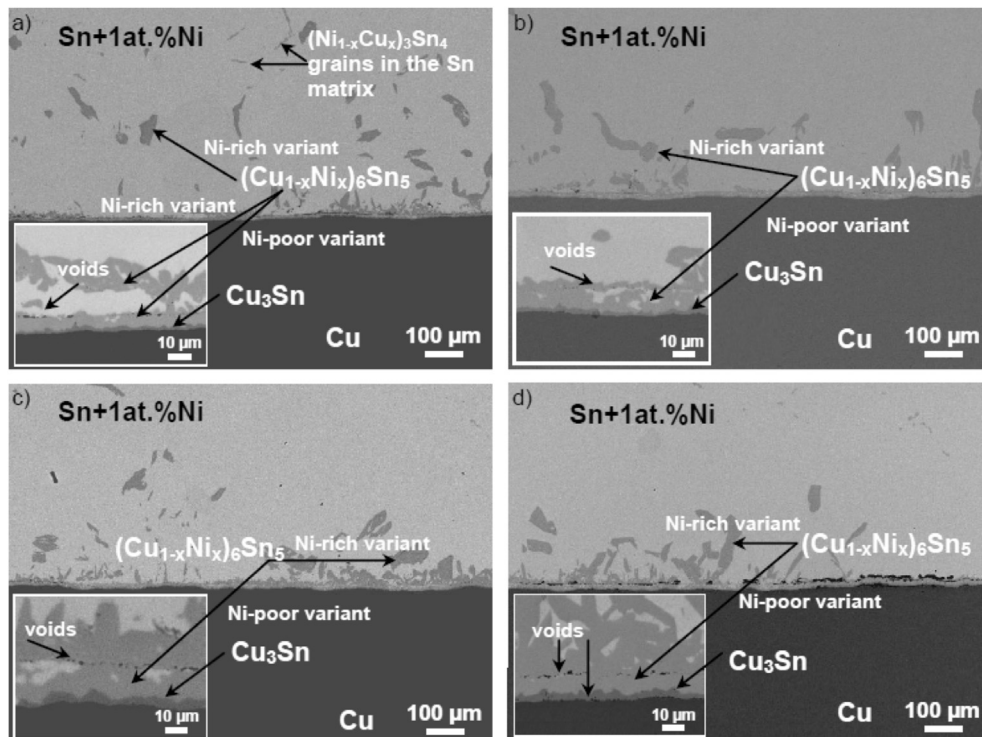 a)
Sn+1at.%Ni
(Ni1-xCux)3Sn4
grains in the Sn
matrix
Ni-rich variant
(Cu1-xNix)6Sn5
Ni-rich variant
Ni-poor variant
voids
Cu3Sn
10 µm
Cu
100 µm
b)
Sn+1at.%Ni
Ni-rich variant
(Cu1-xNix)6Sn5
Ni-poor variant
voids
Cu3Sn
10 µm
Cu
100 µm
c)
Sn+1at.%Ni
(Cu1-xNix)6Sn5
Ni-rich variant
Ni-poor variant
voids
Cu3Sn
10 µm
Cu
100 µm
d)
Sn+1at.%Ni
Ni-rich variant
(Cu1-xNix)6Sn5
Ni-poor variant
voids
Cu3Sn
10 µm
Cu
100 µm